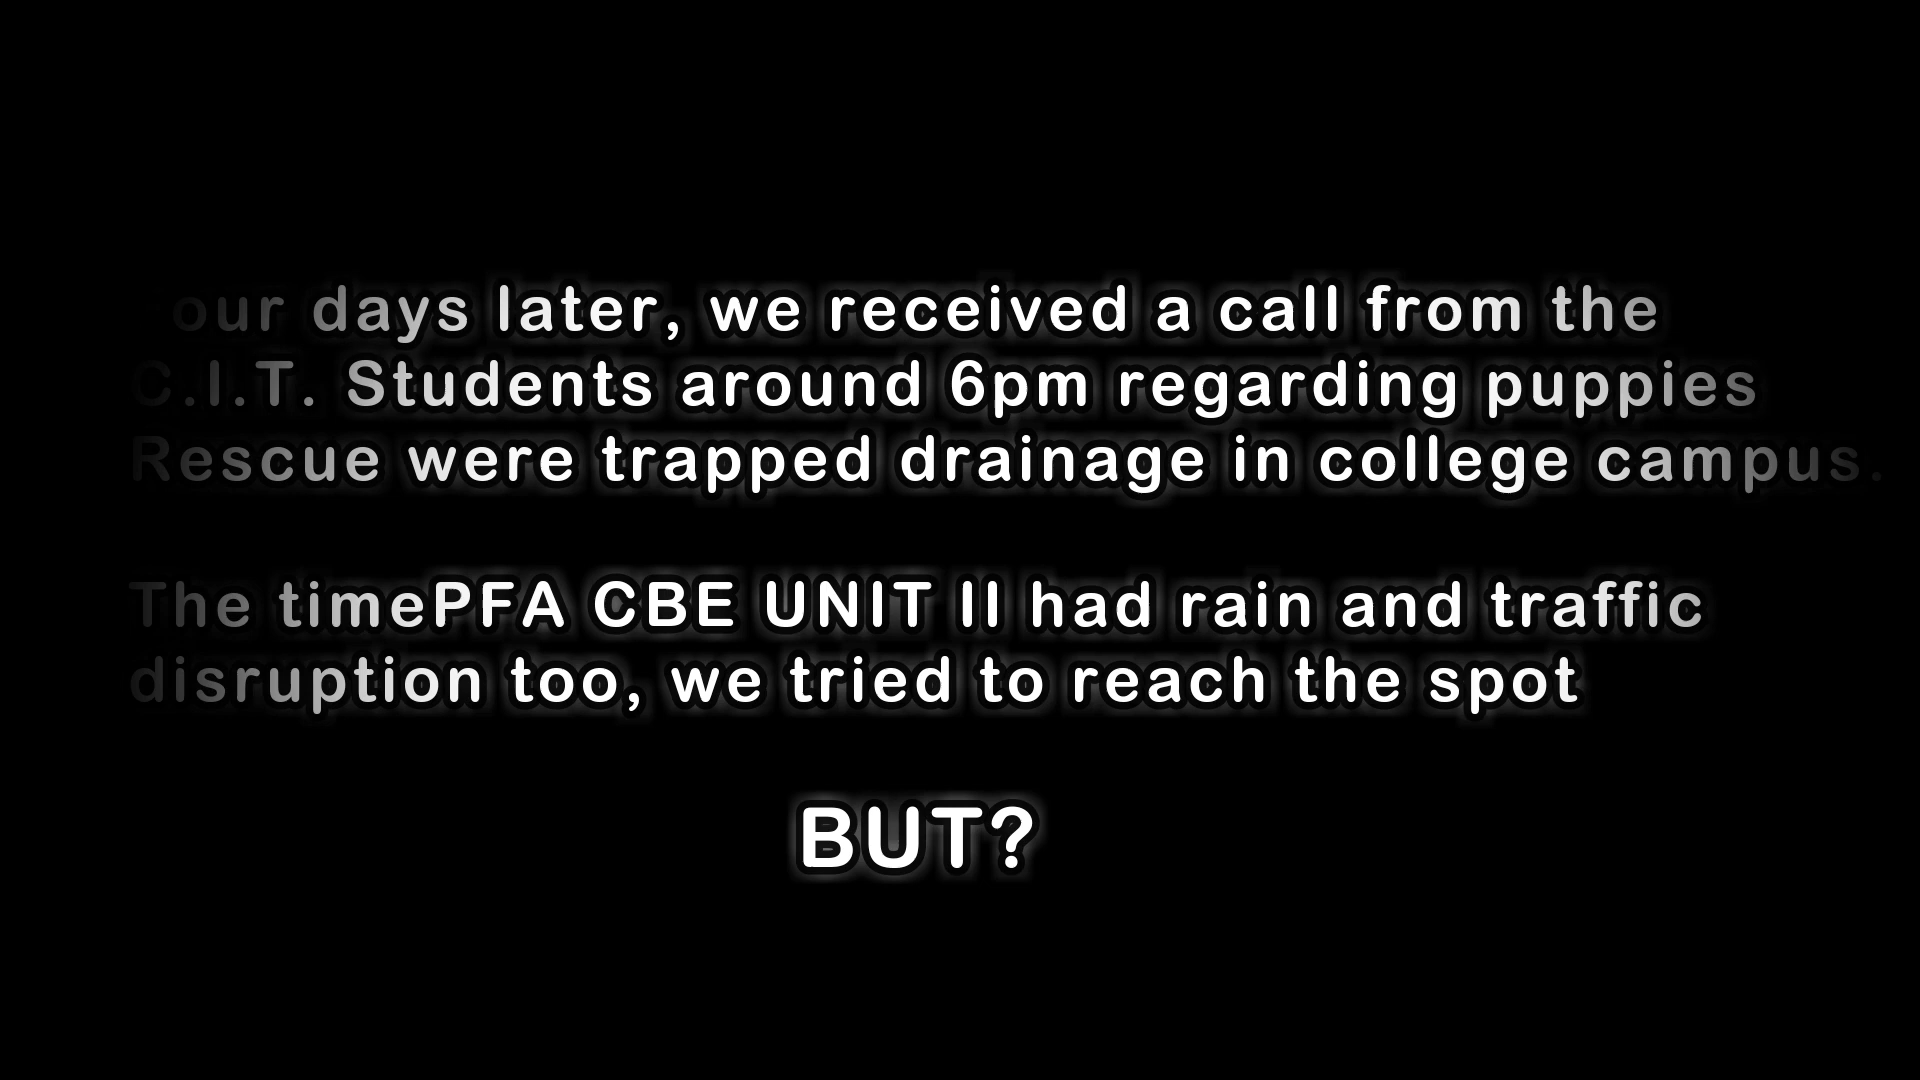 our days later, we received a call from the
C.I.T. Students around 6pm regarding puppies
Rescue were trapped drainage in college campus.
The timePFA CBE UNIT II had rain and traffic
disruption too, we tried to reach the spot
BUT?